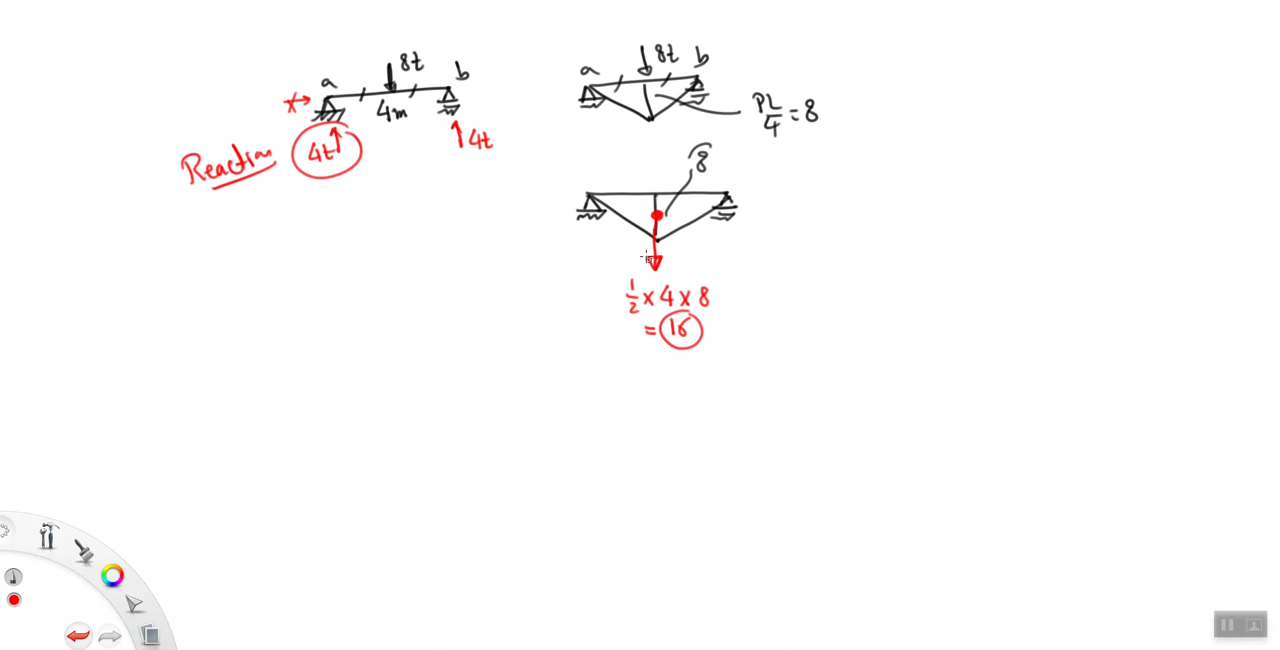 a
8t
b
4m
4t
4t
Reaction
a
8t
b
PL/4 = 8
8
1/2 × 4 × 8
= 16